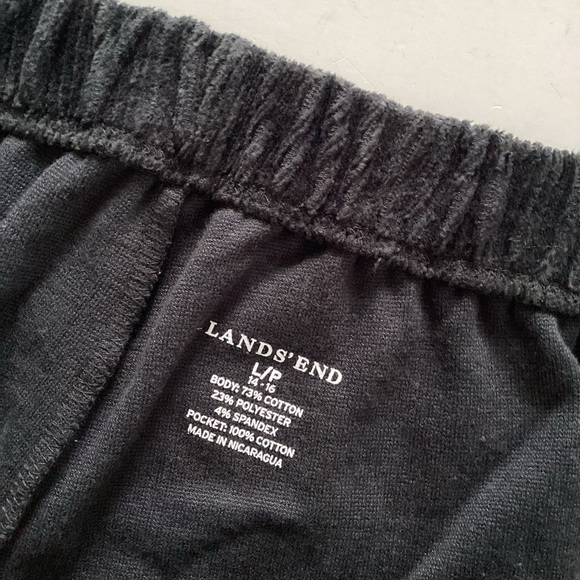 LANDS' END
L/P
14 - 16
BODY: 73% COTTON
23% POLYESTER
4% SPANDEX
POCKET: 100% COTTON
MADE IN NICARAGUA